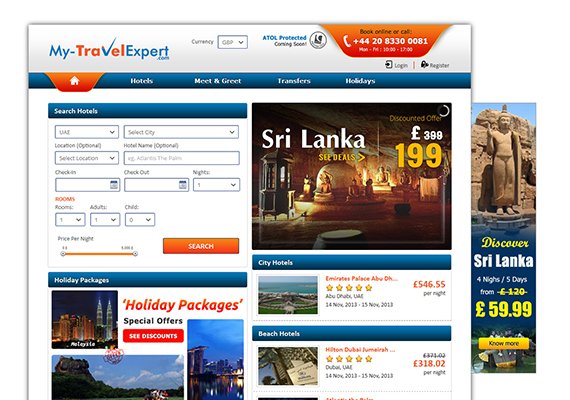 Book online or call:
+44 20 8330 0081
Mon - Fri : 10:00 - 17:00
Currency GBP
ATOL Protected
Coming Soon!
My-TravelExpert
.com
Login Register
Hotels Meet & Greet Transfers Holidays
Search Hotels
UAE Select City
Location (Optional) Hotel Name (Optional)
Select Location eg. Atlantis The Palm
Check-In Check Out Nights:
1
ROOMS
Rooms: Adults: Child:
1 1 0
Price Per Night
SEARCH
Discounted Offer
Sri Lanka
SEE DEALS >
£ 399
199
Discover
Sri Lanka
4 Nighs / 5 Days
from £ 120
£ 59.99
Know more
City Hotels
Emirates Palace Abu Dh...
Abu Dhabi, UAE
14 Nov, 2013 - 15 Nov, 2013
£546.55
per night
Holiday Packages
'Holiday Packages'
Special Offers
SEE DISCOUNTS
Malaysia
Beach Hotels
Hilton Dubai Jumeirah ...
Dubai, UAE
14 Nov, 2013 - 15 Nov, 2013
£371.02
£318.02
per night